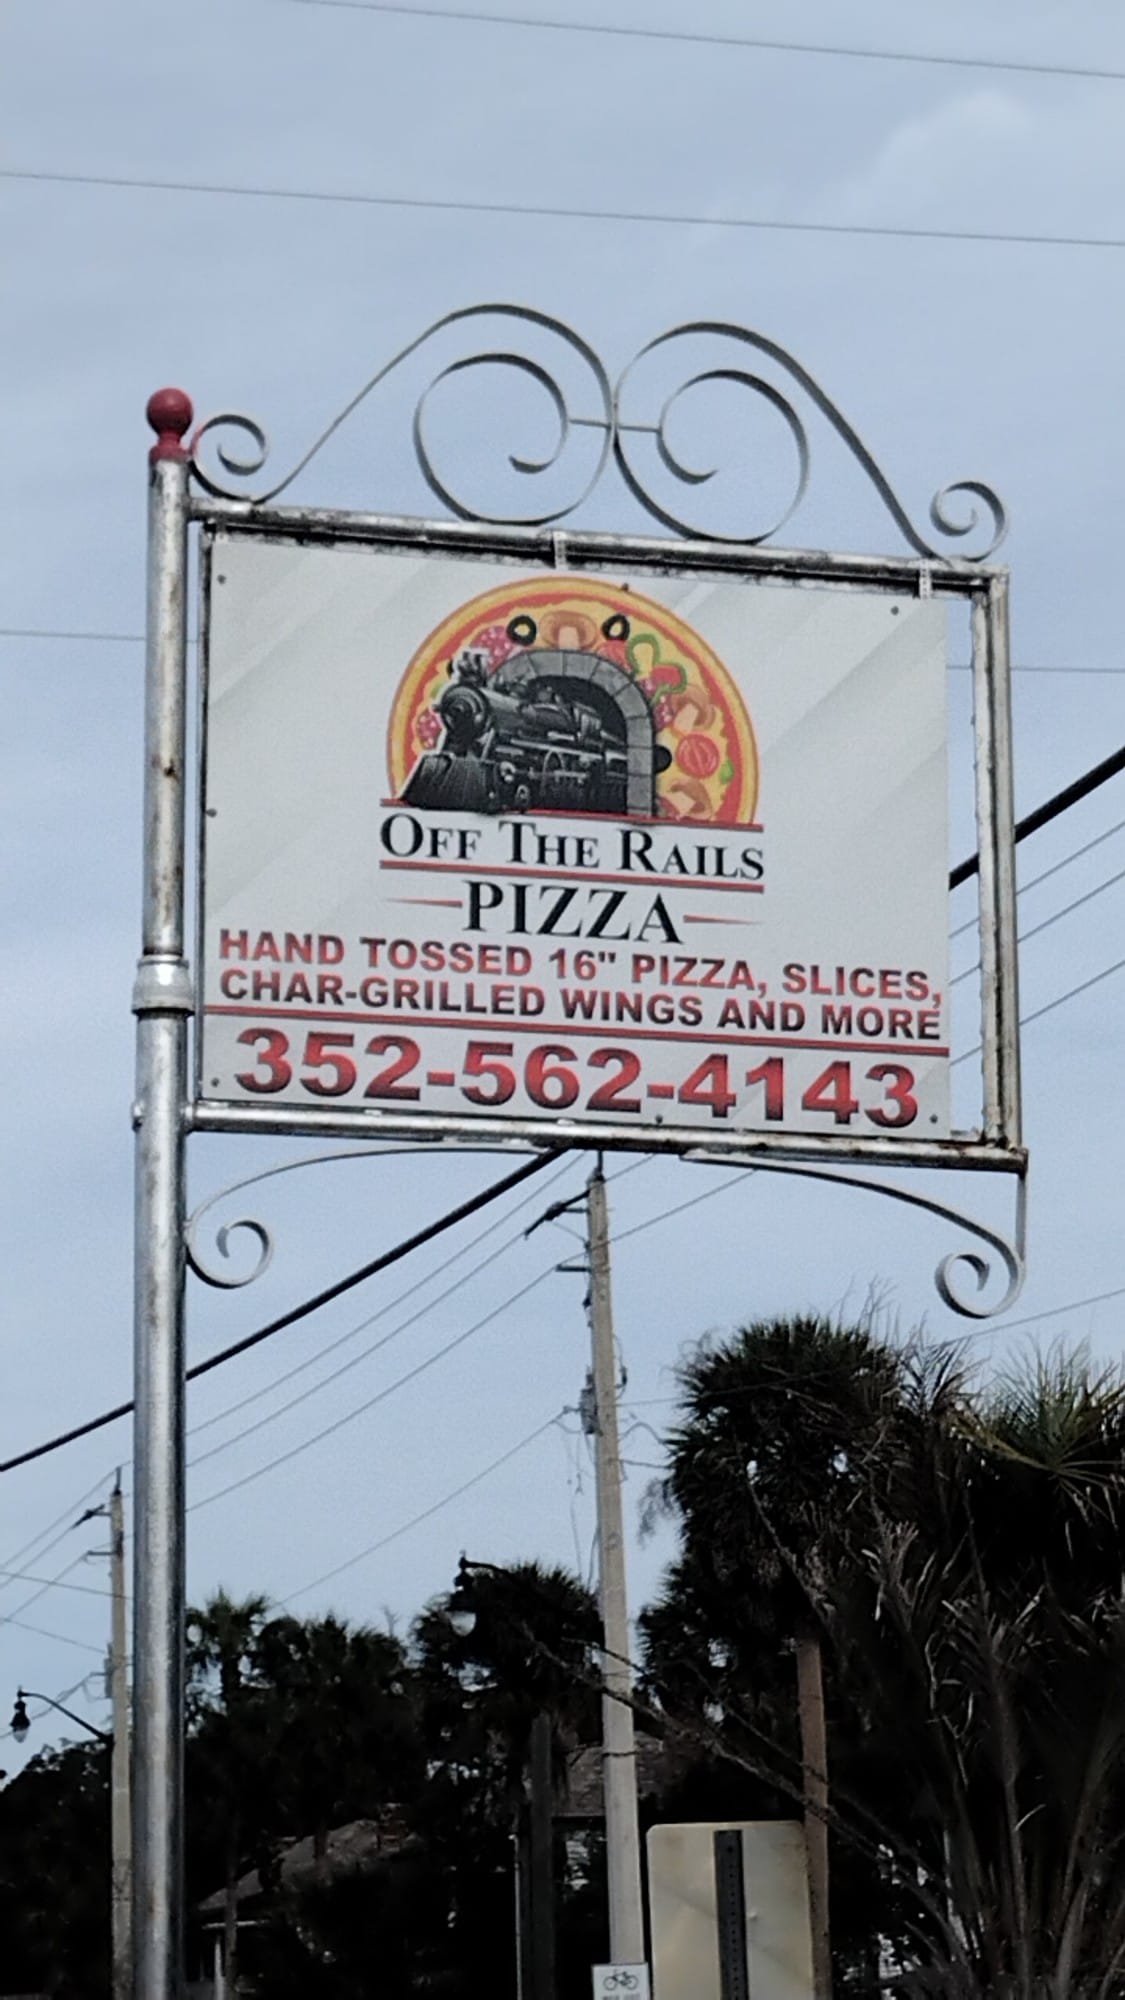 OFF THE RAILS
PIZZA
HAND TOSSED 16" PIZZA, SLICES,
CHAR-GRILLED WINGS AND MORE
352-562-4143